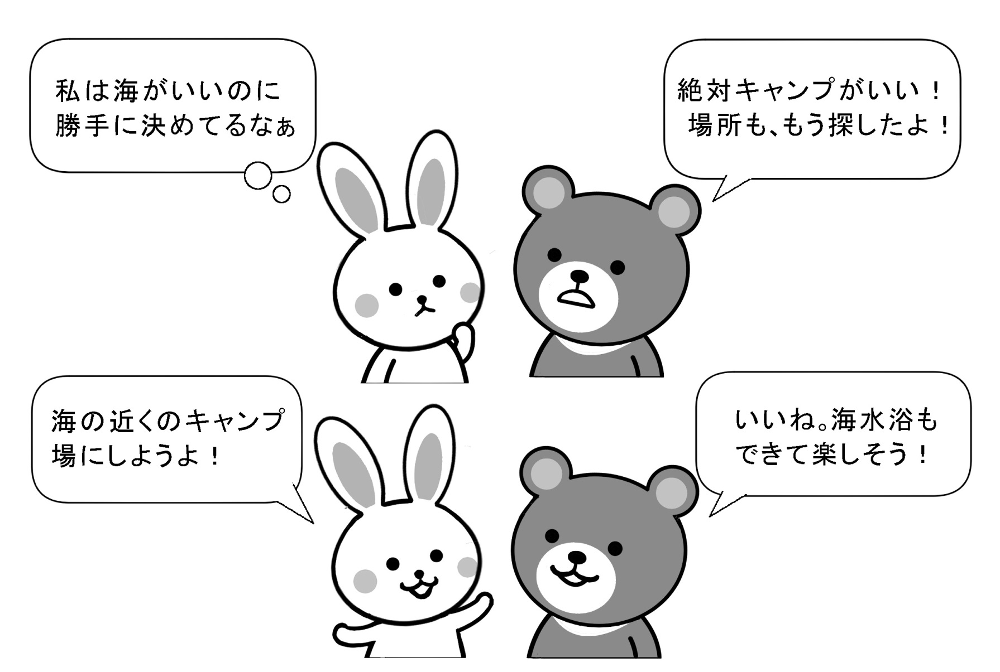 私は海がいいのに
勝手に決めてるなぁ
絶対キャンプがいい！
場所も、もう探したよ！
海の近くのキャンプ
場にしようよ！
いいね。海水浴も
できて楽しそう！